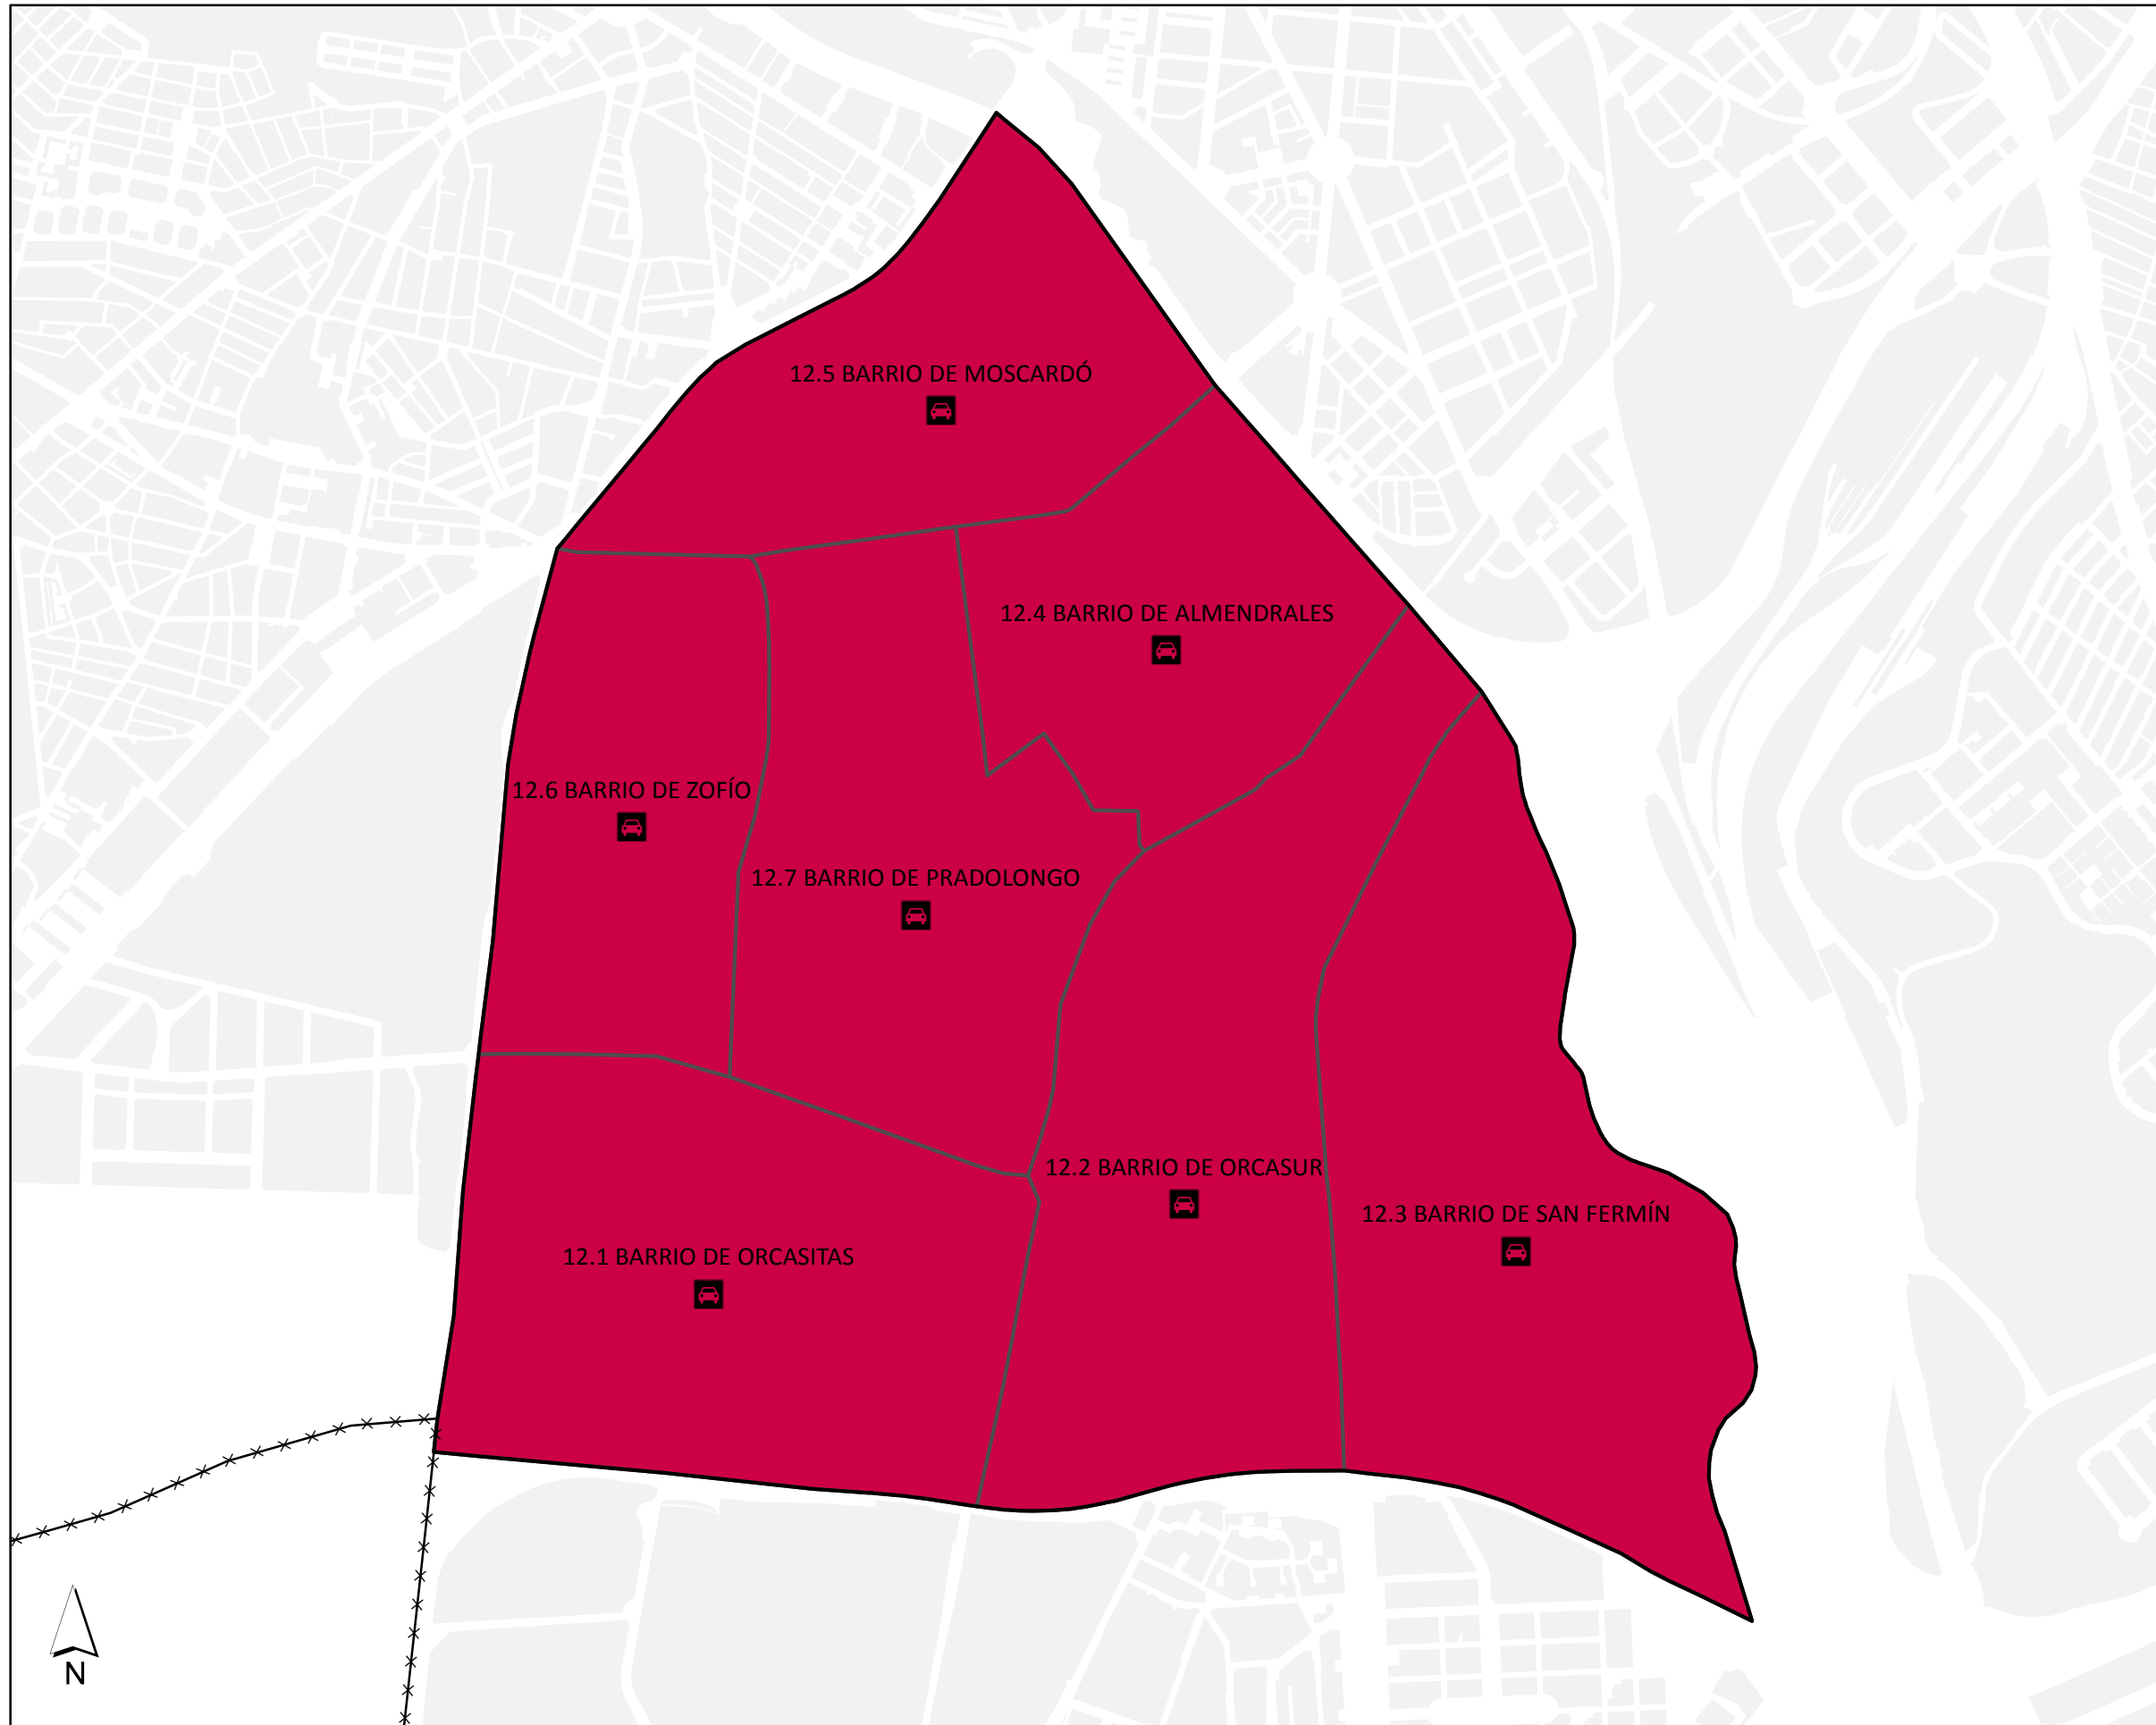 12.5 BARRIO DE MOSCARDÓ
12.4 BARRIO DE ALMENDRALES
12.6 BARRIO DE ZOFÍO
12.7 BARRIO DE PRADOLONGO
12.2 BARRIO DE ORCASUR
12.3 BARRIO DE SAN FERMÍN
12.1 BARRIO DE ORCASITAS
N